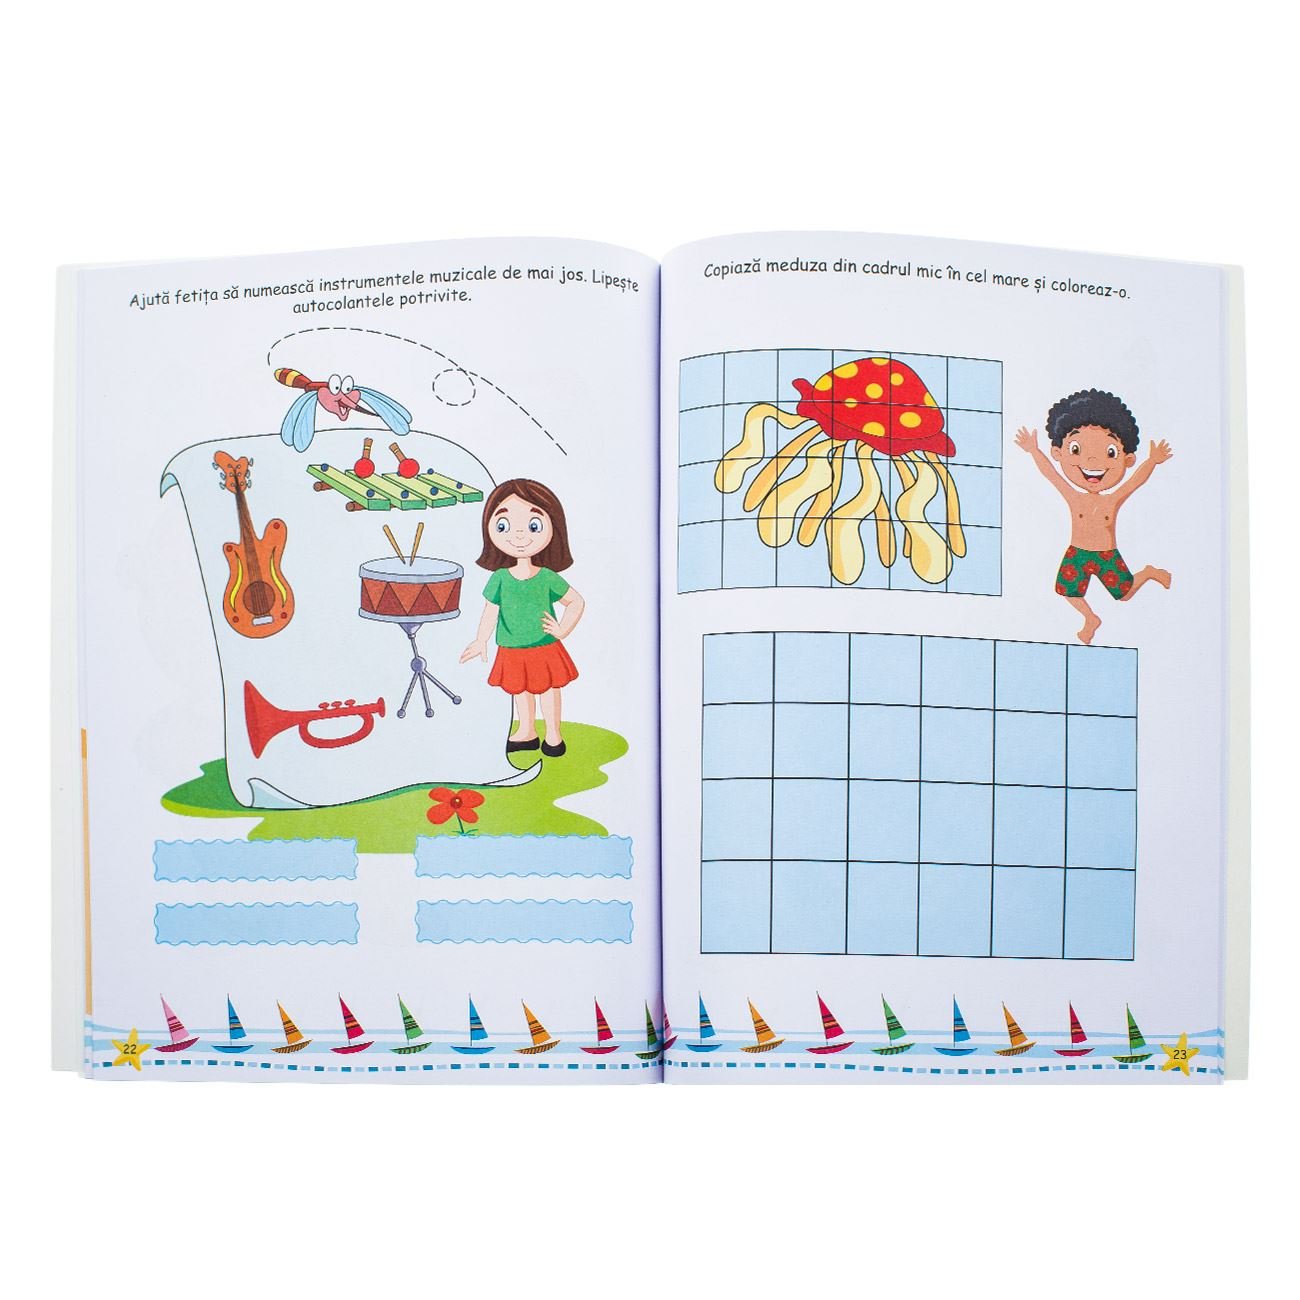 Ajută fetița să numească instrumentele muzicale de mai jos. Lipește
autocolantele potrivite.
22
Copiază meduza din cadrul mic în cel mare și coloreaz-o.
23